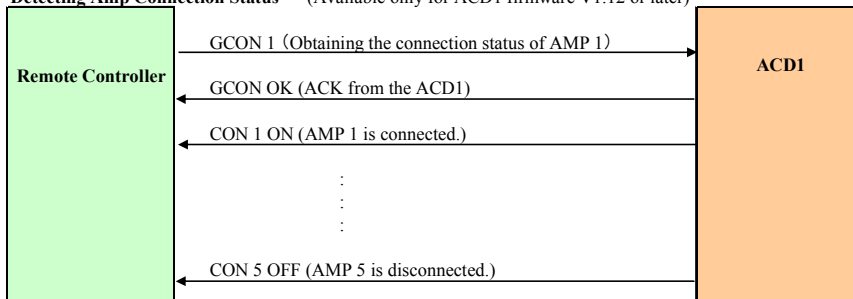 Detecting Amp Connection Status (Available only for ACD1 firmware V1.12 or later)
GCON 1 (Obtaining the connection status of AMP 1)
Remote Controller
ACD1
GCON OK (ACK from the ACD1)
CON 1 ON (AMP 1 is connected.)
:
:
:
CON 5 OFF (AMP 5 is disconnected.)